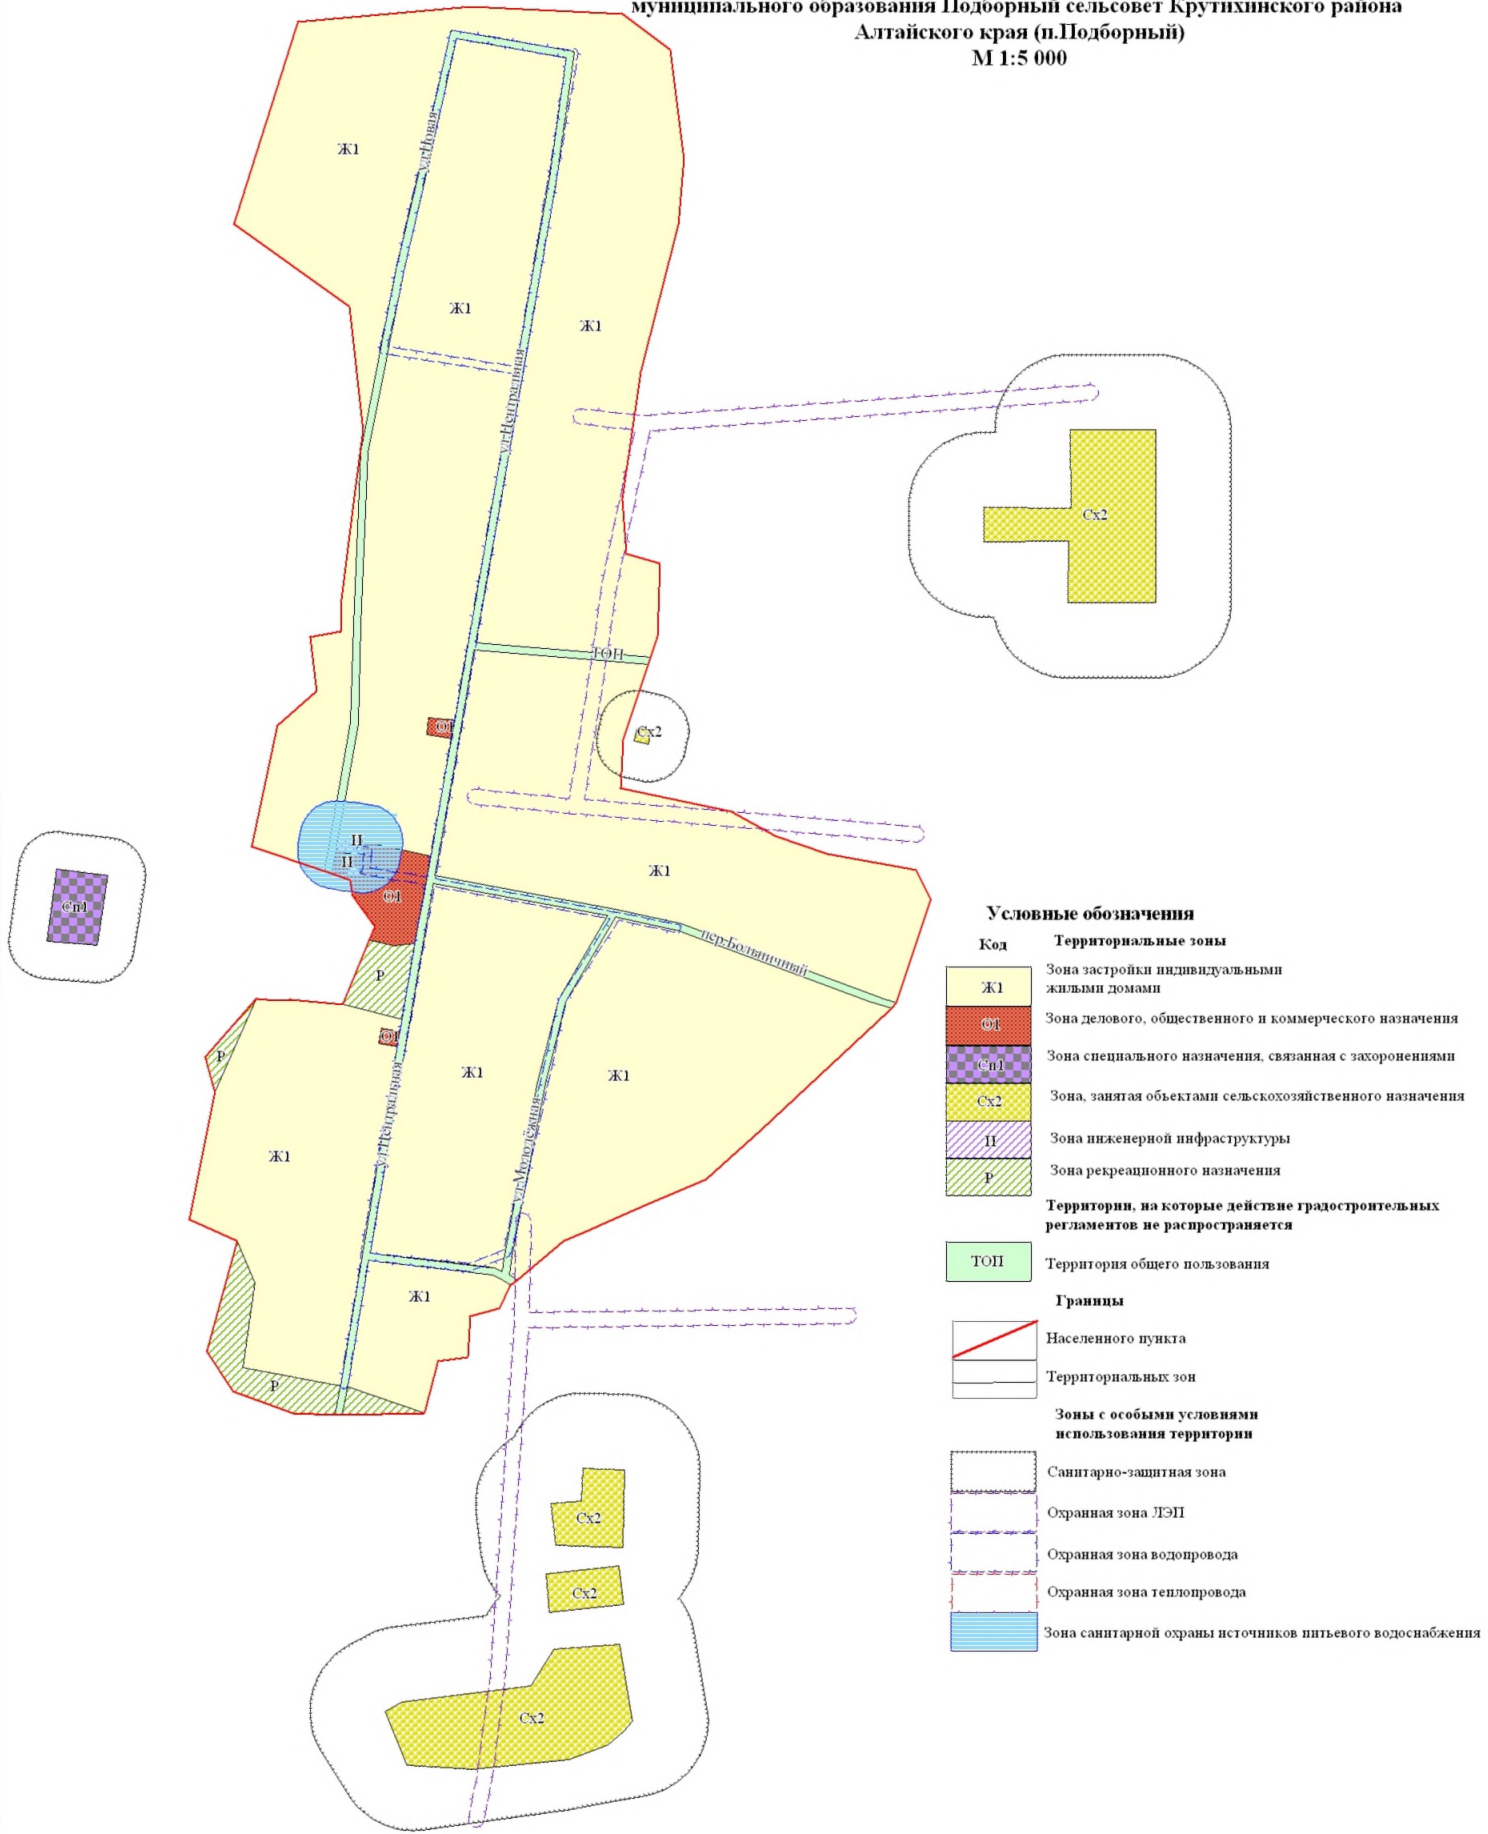 муниципального образования Подборный сельсовет Крутихинского района
Алтайского края (п.Подборный)
М 1:5 000
Ж1
ул.Новая
Ж1
Ж1
ул.Центральная
Сх2
ТОП
О1
Сх2
И
И
Ж1
О1
Сп1
пер.Больничный
Р
О1
Р
Ж1
Ж1
ул.Центральная
ул.Молодёжная
Ж1
Ж1
Р
Сх2
Сх2
Сх2
Условные обозначения
Код
Территориальные зоны
Ж1
Зона застройки индивидуальными
жилыми домами
О1
Зона делового, общественного и коммерческого назначения
Сп1
Зона специального назначения, связанная с захоронениями
Сх2
Зона, занятая объектами сельскохозяйственного назначения
И
Зона инженерной инфраструктуры
Р
Зона рекреационного назначения
Территории, на которые действие градостроительных
регламентов не распространяется
ТОП
Территория общего пользования
Границы
Населенного пункта
Территориальных зон
Зоны с особыми условиями
использования территории
Санитарно-защитная зона
Охранная зона ЛЭП
Охранная зона водопровода
Охранная зона теплопровода
Зона санитарной охраны источников питьевого водоснабжения